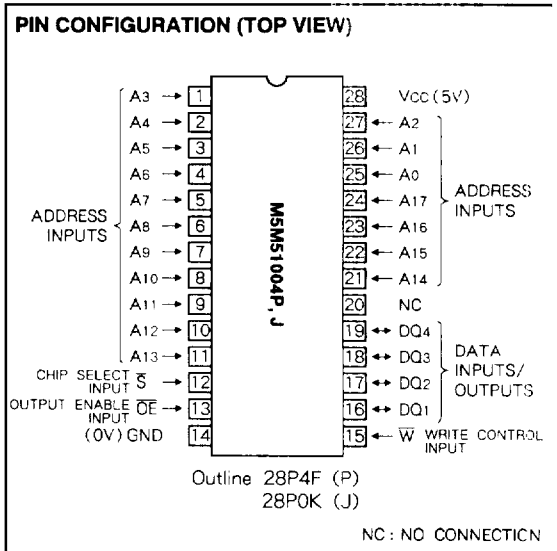 PIN CONFIGURATION (TOP VIEW)
A3 → 1
A4 → 2
A5 → 3
A6 → 4
A7 → 5
A8 → 6
A9 → 7
A10 → 8
A11 → 9
A12 → 10
A13 → 11
ADDRESS
INPUTS
CHIP SELECT
INPUT S̅ → 12
OUTPUT ENABLE
INPUT O̅E̅ → 13
(0V) GND 14
M5M51004P, J
28 Vcc (5V)
27 ← A2
26 ← A1
25 ← A0
24 ← A17
23 ← A16
22 ← A15
21 ← A14
ADDRESS
INPUTS
20 NC
19 ↔ DQ4
18 ↔ DQ3
17 ↔ DQ2
16 ↔ DQ1
DATA
INPUTS/
OUTPUTS
15 ← W̅ WRITE CONTROL
INPUT
Outline 28P4F (P)
28P0K (J)
NC : NO CONNECTION